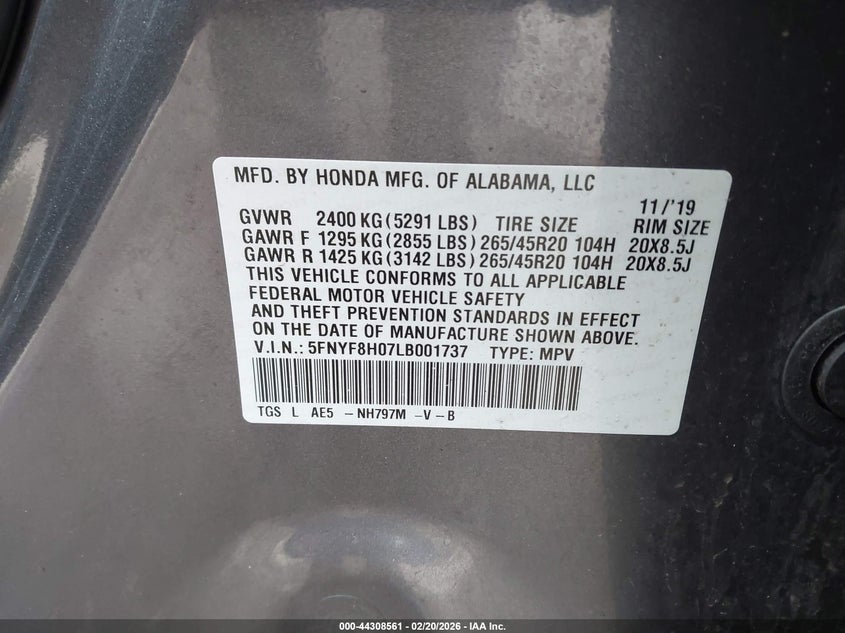 MFD. BY HONDA MFG. OF ALABAMA, LLC
11/'19
GVWR 2400 KG (5291 LBS) TIRE SIZE RIM SIZE
GAWR F 1295 KG (2855 LBS) 265/45R20 104H 20X8.5J
GAWR R 1425 KG (3142 LBS) 265/45R20 104H 20X8.5J
THIS VEHICLE CONFORMS TO ALL APPLICABLE
FEDERAL MOTOR VEHICLE SAFETY
AND THEFT PREVENTION STANDARDS IN EFFECT
ON THE DATE OF MANUFACTURE SHOWN ABOVE.
V.I.N.: 5FNYF8H07LB001737 TYPE: MPV
TGS L AE5 -NH797M -V-B
000-44308561 | 02/20/2026 - IAA Inc.